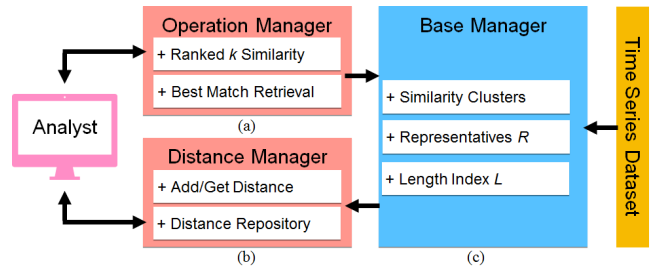 Operation Manager
+ Ranked k Similarity
+ Best Match Retrieval
(a)
Analyst
Distance Manager
+ Add/Get Distance
+ Distance Repository
(b)
Base Manager
+ Similarity Clusters
+ Representatives R
+ Length Index L
(c)
Time Series Dataset